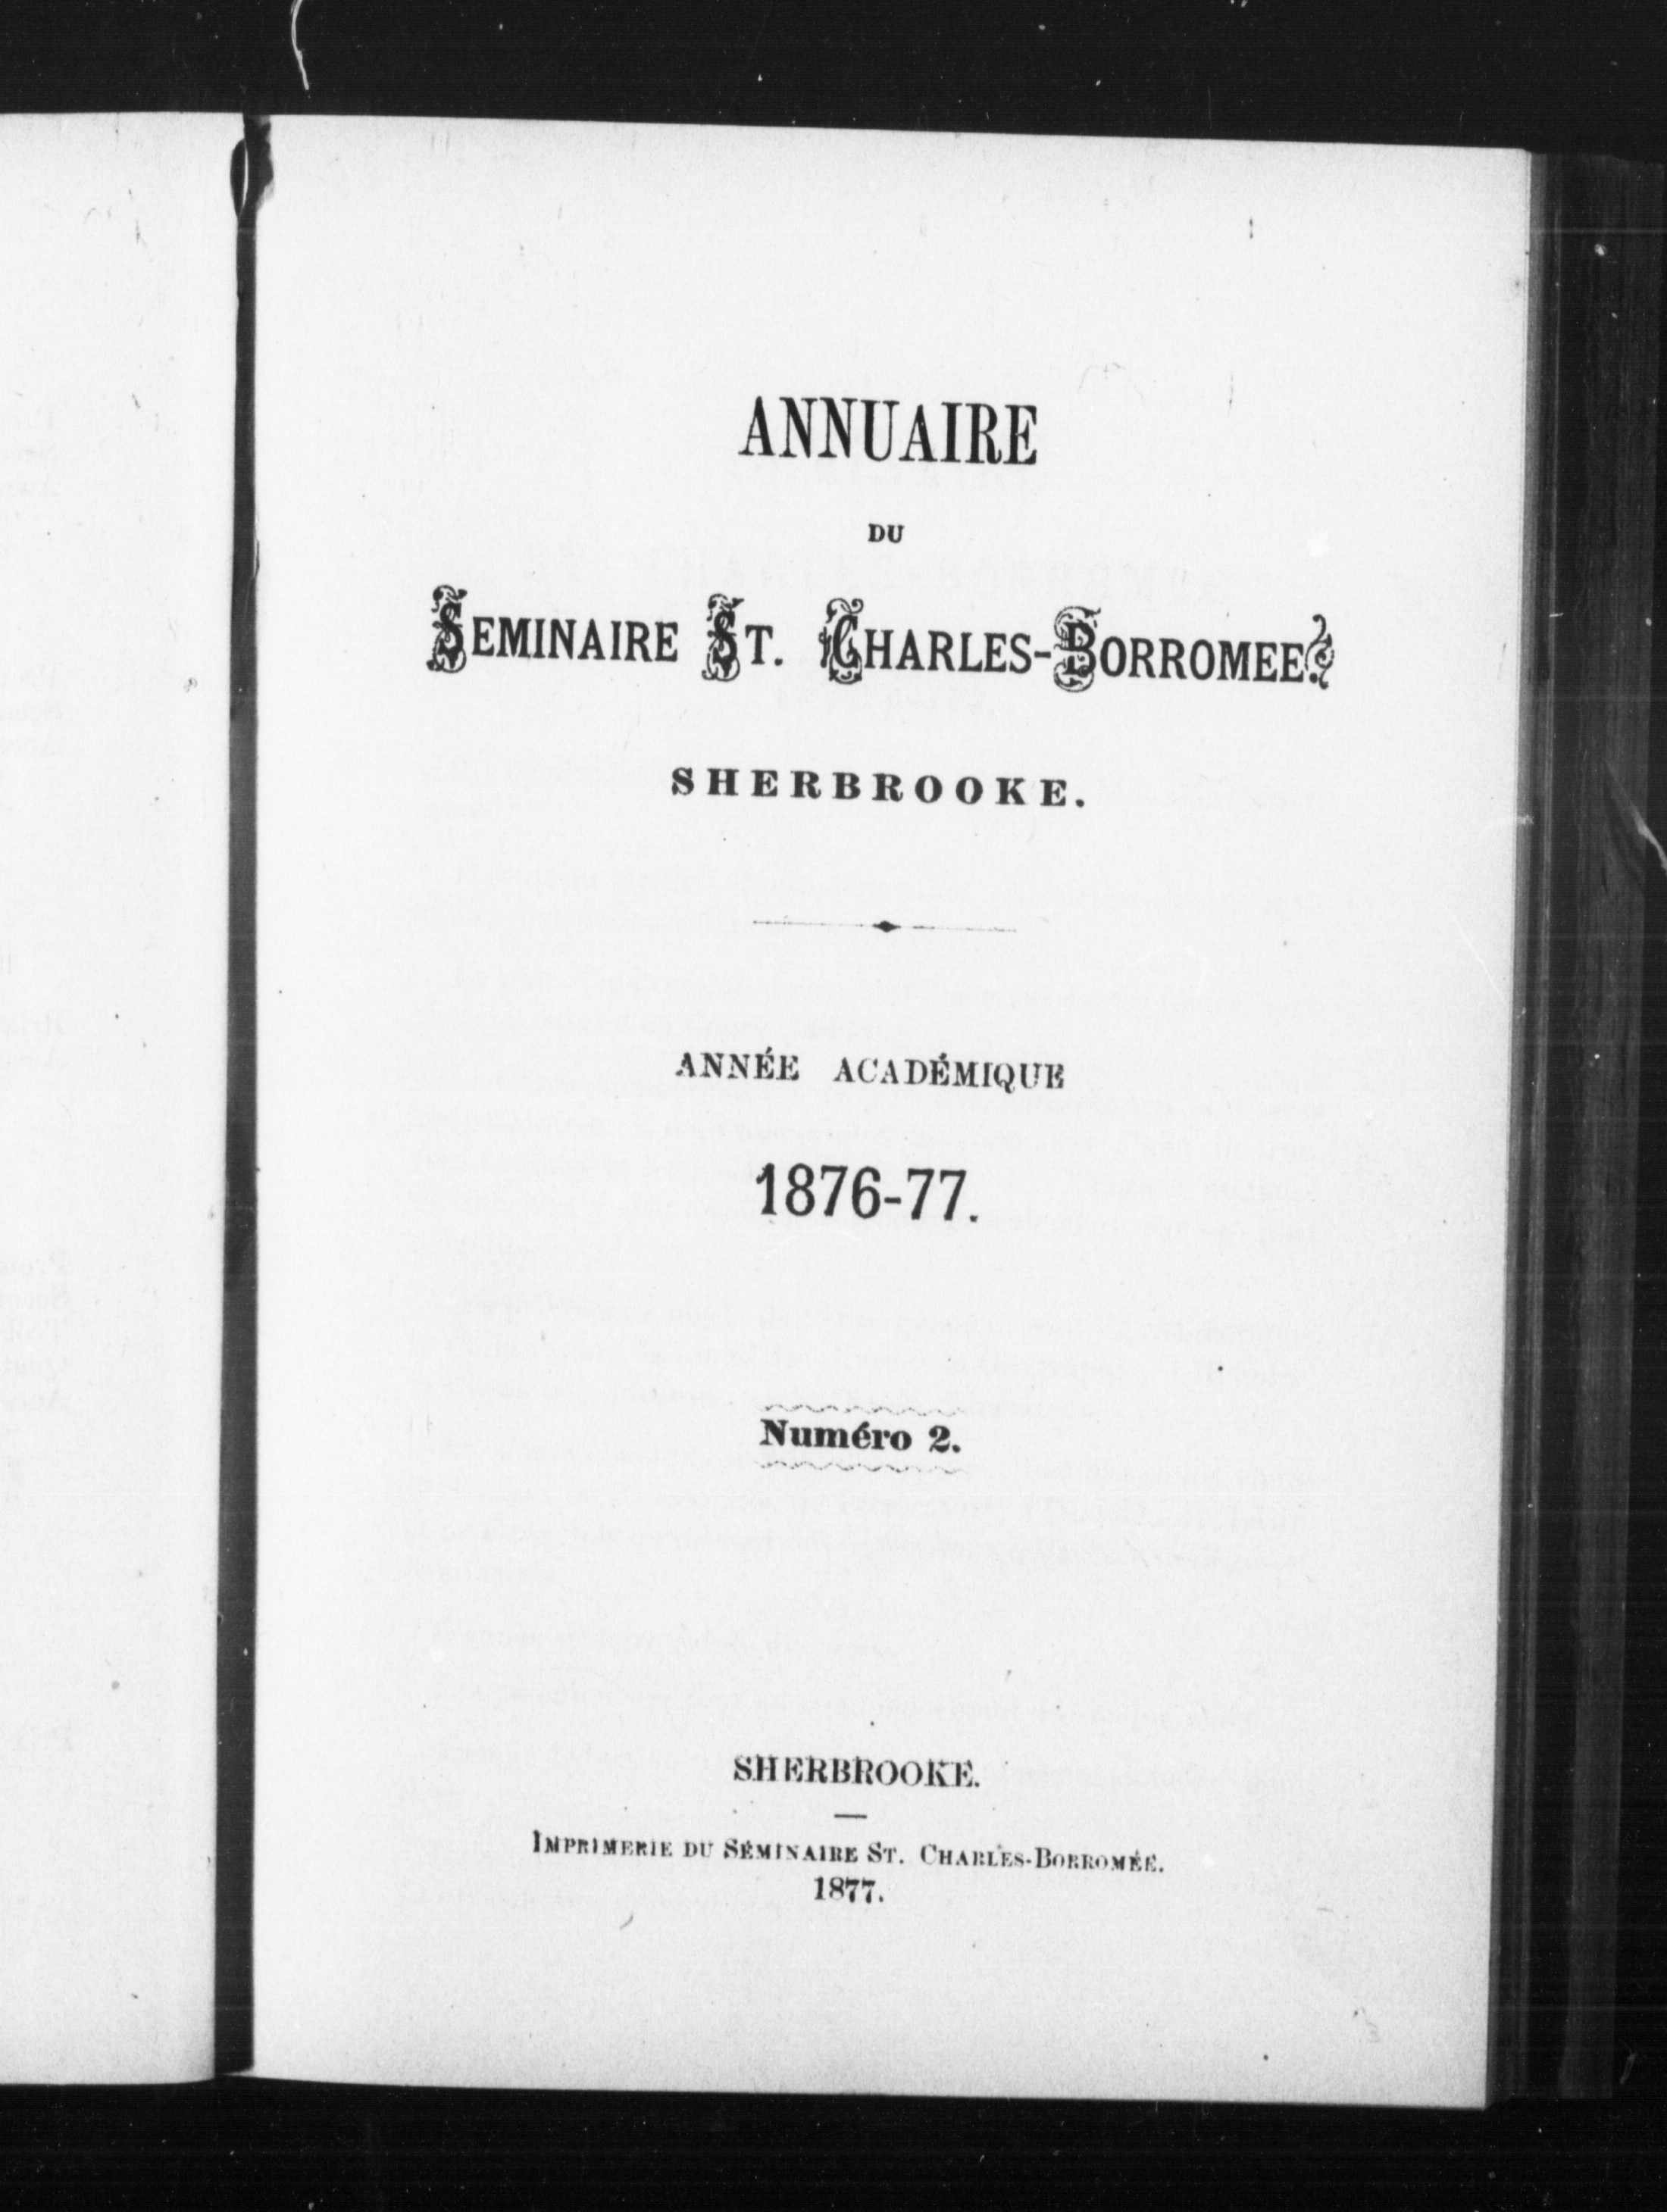 ANNUAIRE
DU
SEMINAIRE ST. CHARLES-BORROMEE.
SHERBROOKE.
ANNÉE ACADÉMIQUE
1876-77.
Numéro 2.
SHERBROOKE.
IMPRIMERIE DU SÉMINAIRE ST. CHARLES-BORROMÉE.
1877.